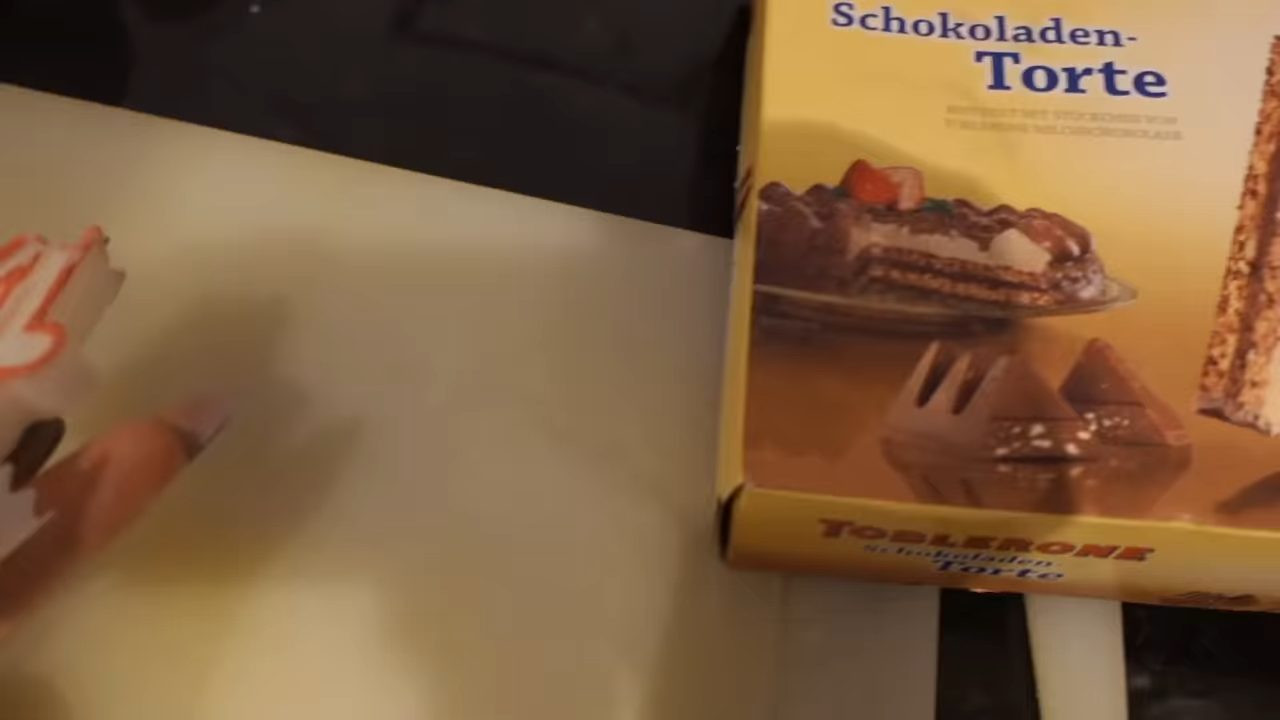 Schokoladen-
Torte
TOBLERONE
Schokoladen-
Torte